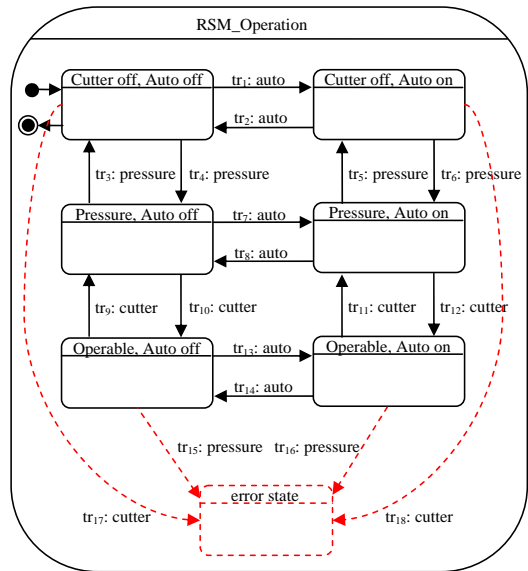 RSM_Operation
Cutter off, Auto off
tr1: auto
Cutter off, Auto on
tr2: auto
tr3: pressure
tr4: pressure
tr5: pressure
tr6: pressure
Pressure, Auto off
tr7: auto
Pressure, Auto on
tr8: auto
tr9: cutter
tr10: cutter
tr11: cutter
tr12: cutter
Operable, Auto off
tr13: auto
Operable, Auto on
tr14: auto
tr15: pressure
tr16: pressure
error state
tr17: cutter
tr18: cutter